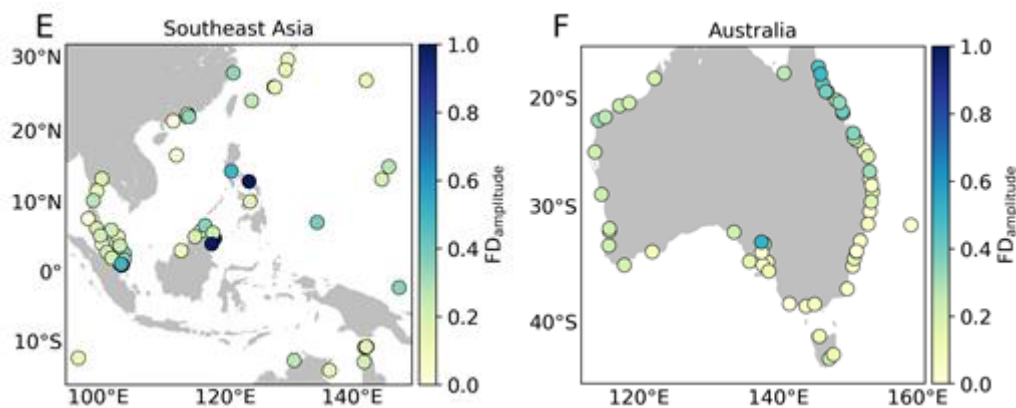 E
Southeast Asia
30°N
20°N
10°N
0°
10°S
100°E
120°E
140°E
1.0
0.8
0.6
0.4
0.2
0.0
FDamplitude
F
Australia
20°S
30°S
40°S
120°E
140°E
160°E
1.0
0.8
0.6
0.4
0.2
0.0
FDamplitude